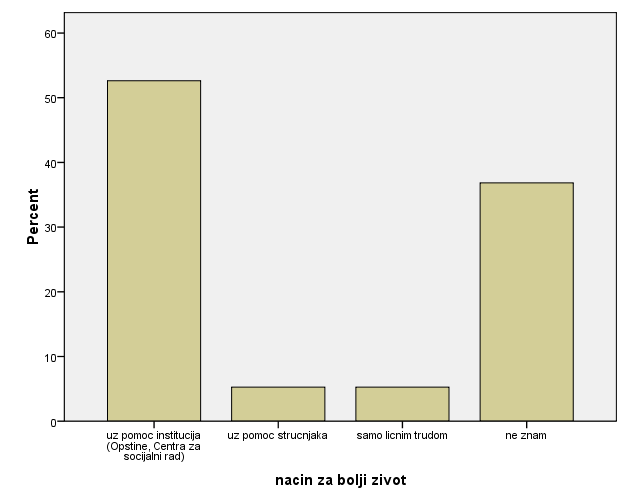 60
50
40
30
20
10
0
Percent
uz pomoc institucija
(Opstine, Centra za
socijalni rad)
uz pomoc strucnjaka
samo licnim trudom
ne znam
nacin za bolji zivot